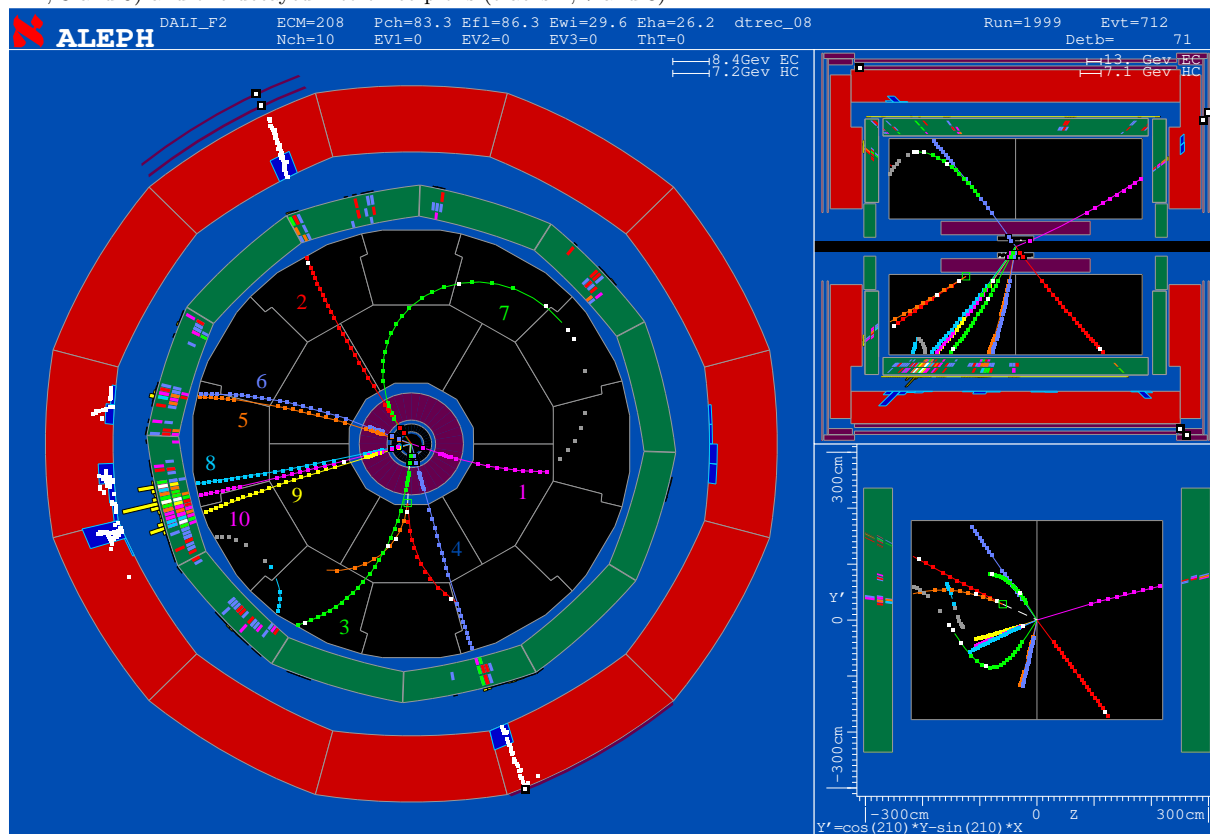 ALEPH DALI_F2 ECM=208 Pch=83.3 Efl=86.3 Ewi=29.6 Eha=26.2 dtrec_08 Run=1999 Evt=712
Nch=10 EV1=0 EV2=0 EV3=0 ThT=0 Detb= 71
8.4Gev EC
7.2Gev HC
13. Gev EC
7.1 Gev HC
2
7
6
5
8
9
1
10
4
3
300cm
Y'
0
-300cm
-300cm 0 Z 300cm
Y'=cos(210)*Y-sin(210)*X